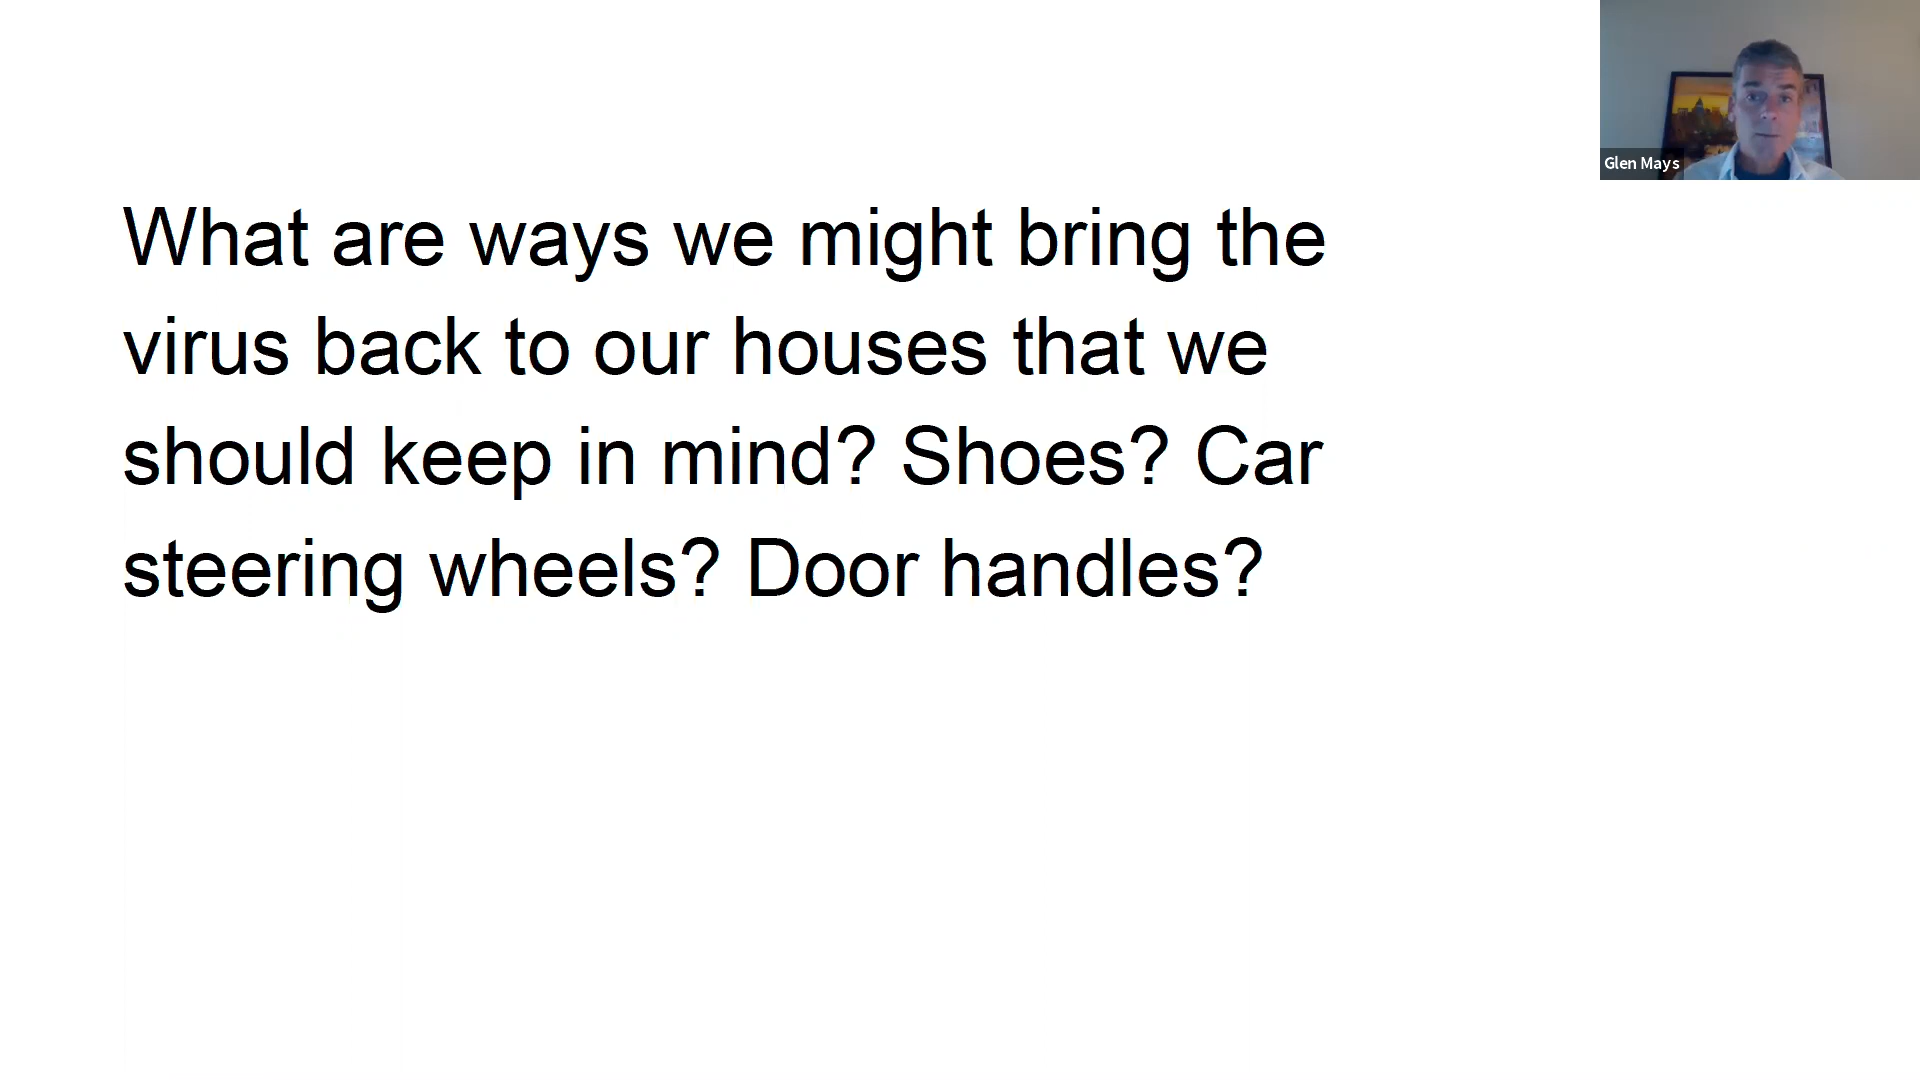 Glen Mays
What are ways we might bring the
virus back to our houses that we
should keep in mind? Shoes? Car
steering wheels? Door handles?